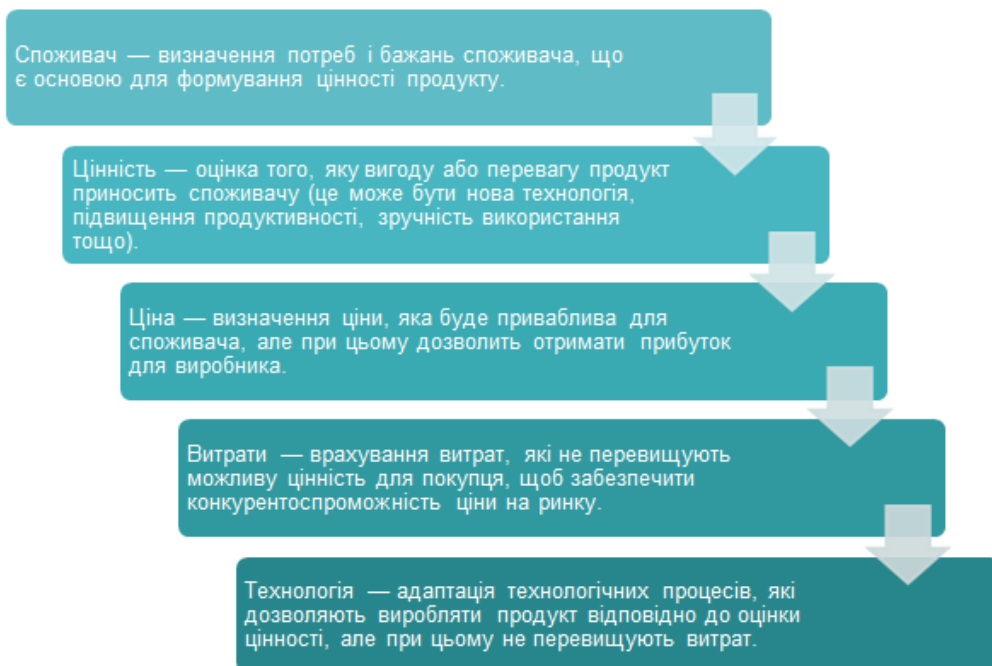 Споживач — визначення потреб і бажань споживача, що
є основою для формування цінності продукту.
Цінність — оцінка того, яку вигоду або перевагу продукт
приносить споживачу (це може бути нова технологія,
підвищення продуктивності, зручність використання
тощо).
Ціна — визначення ціни, яка буде приваблива для
споживача, але при цьому дозволить отримати прибуток
для виробника.
Витрати — врахування витрат, які не перевищують
можливу цінність для покупця, щоб забезпечити
конкурентоспроможність ціни на ринку.
Технологія — адаптація технологічних процесів, які
дозволяють виробляти продукт відповідно до оцінки
цінності, але при цьому не перевищують витрат.